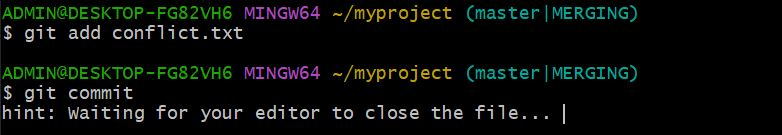 ADMIN@DESKTOP-FG82VH6 MINGW64 ~/myproject (master|MERGING)
$ git add conflict.txt
ADMIN@DESKTOP-FG82VH6 MINGW64 ~/myproject (master|MERGING)
$ git commit
hint: Waiting for your editor to close the file...